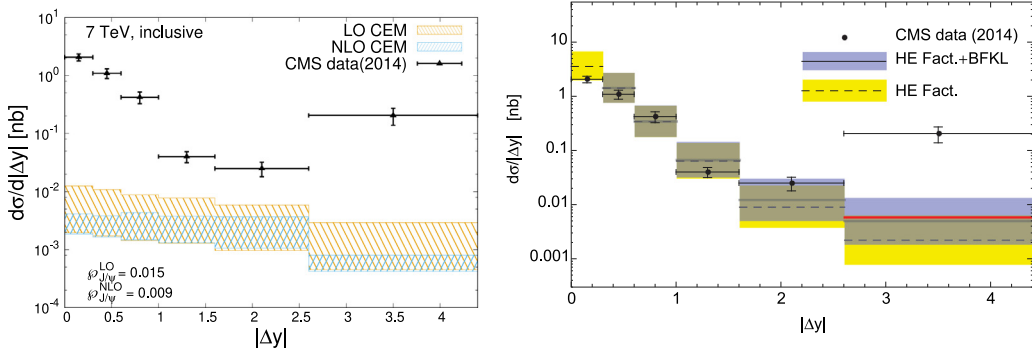 7 TeV, inclusive
LO CEM
NLO CEM
CMS data(2014)
dσ/d|Δy| [nb]
10^1
10^0
10^-1
10^-2
10^-3
10^-4
℘^LO_J/ψ = 0.015
℘^NLO_J/ψ = 0.009
0 0.5 1 1.5 2 2.5 3 3.5 4
|Δy|
CMS data (2014)
HE Fact.+BFKL
HE Fact.
dσ/|Δy| [nb]
10
1
0.100
0.010
0.001
0 1 2 3 4
|Δy|